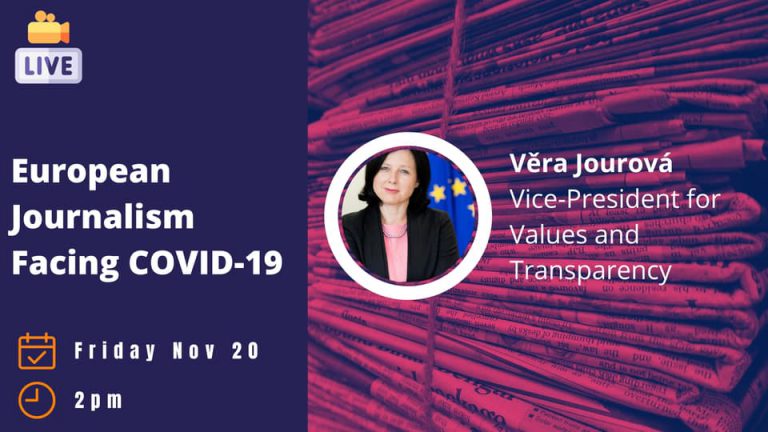 LIVE
European
Journalism
Facing COVID-19
Friday Nov 20
2pm
Věra Jourová
Vice-President for
Values and
Transparency